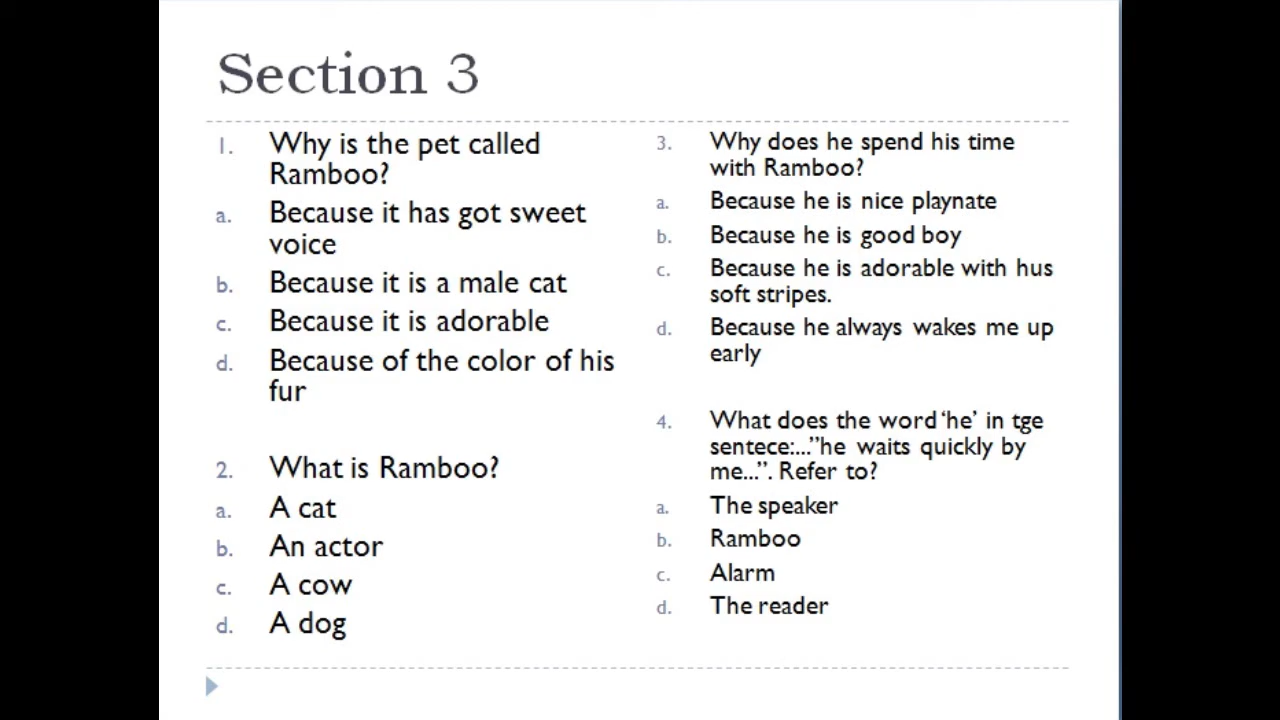 Section 3
1. Why is the pet called
Ramboo?
a. Because it has got sweet
voice
b. Because it is a male cat
c. Because it is adorable
d. Because of the color of his
fur
2. What is Ramboo?
a. A cat
b. An actor
c. A cow
d. A dog
3. Why does he spend his time
with Ramboo?
a. Because he is nice playnate
b. Because he is good boy
c. Because he is adorable with hus
soft stripes.
d. Because he always wakes me up
early
4. What does the word ‘he’ in tge
sentece:...”he waits quickly by
me...”. Refer to?
a. The speaker
b. Ramboo
c. Alarm
d. The reader